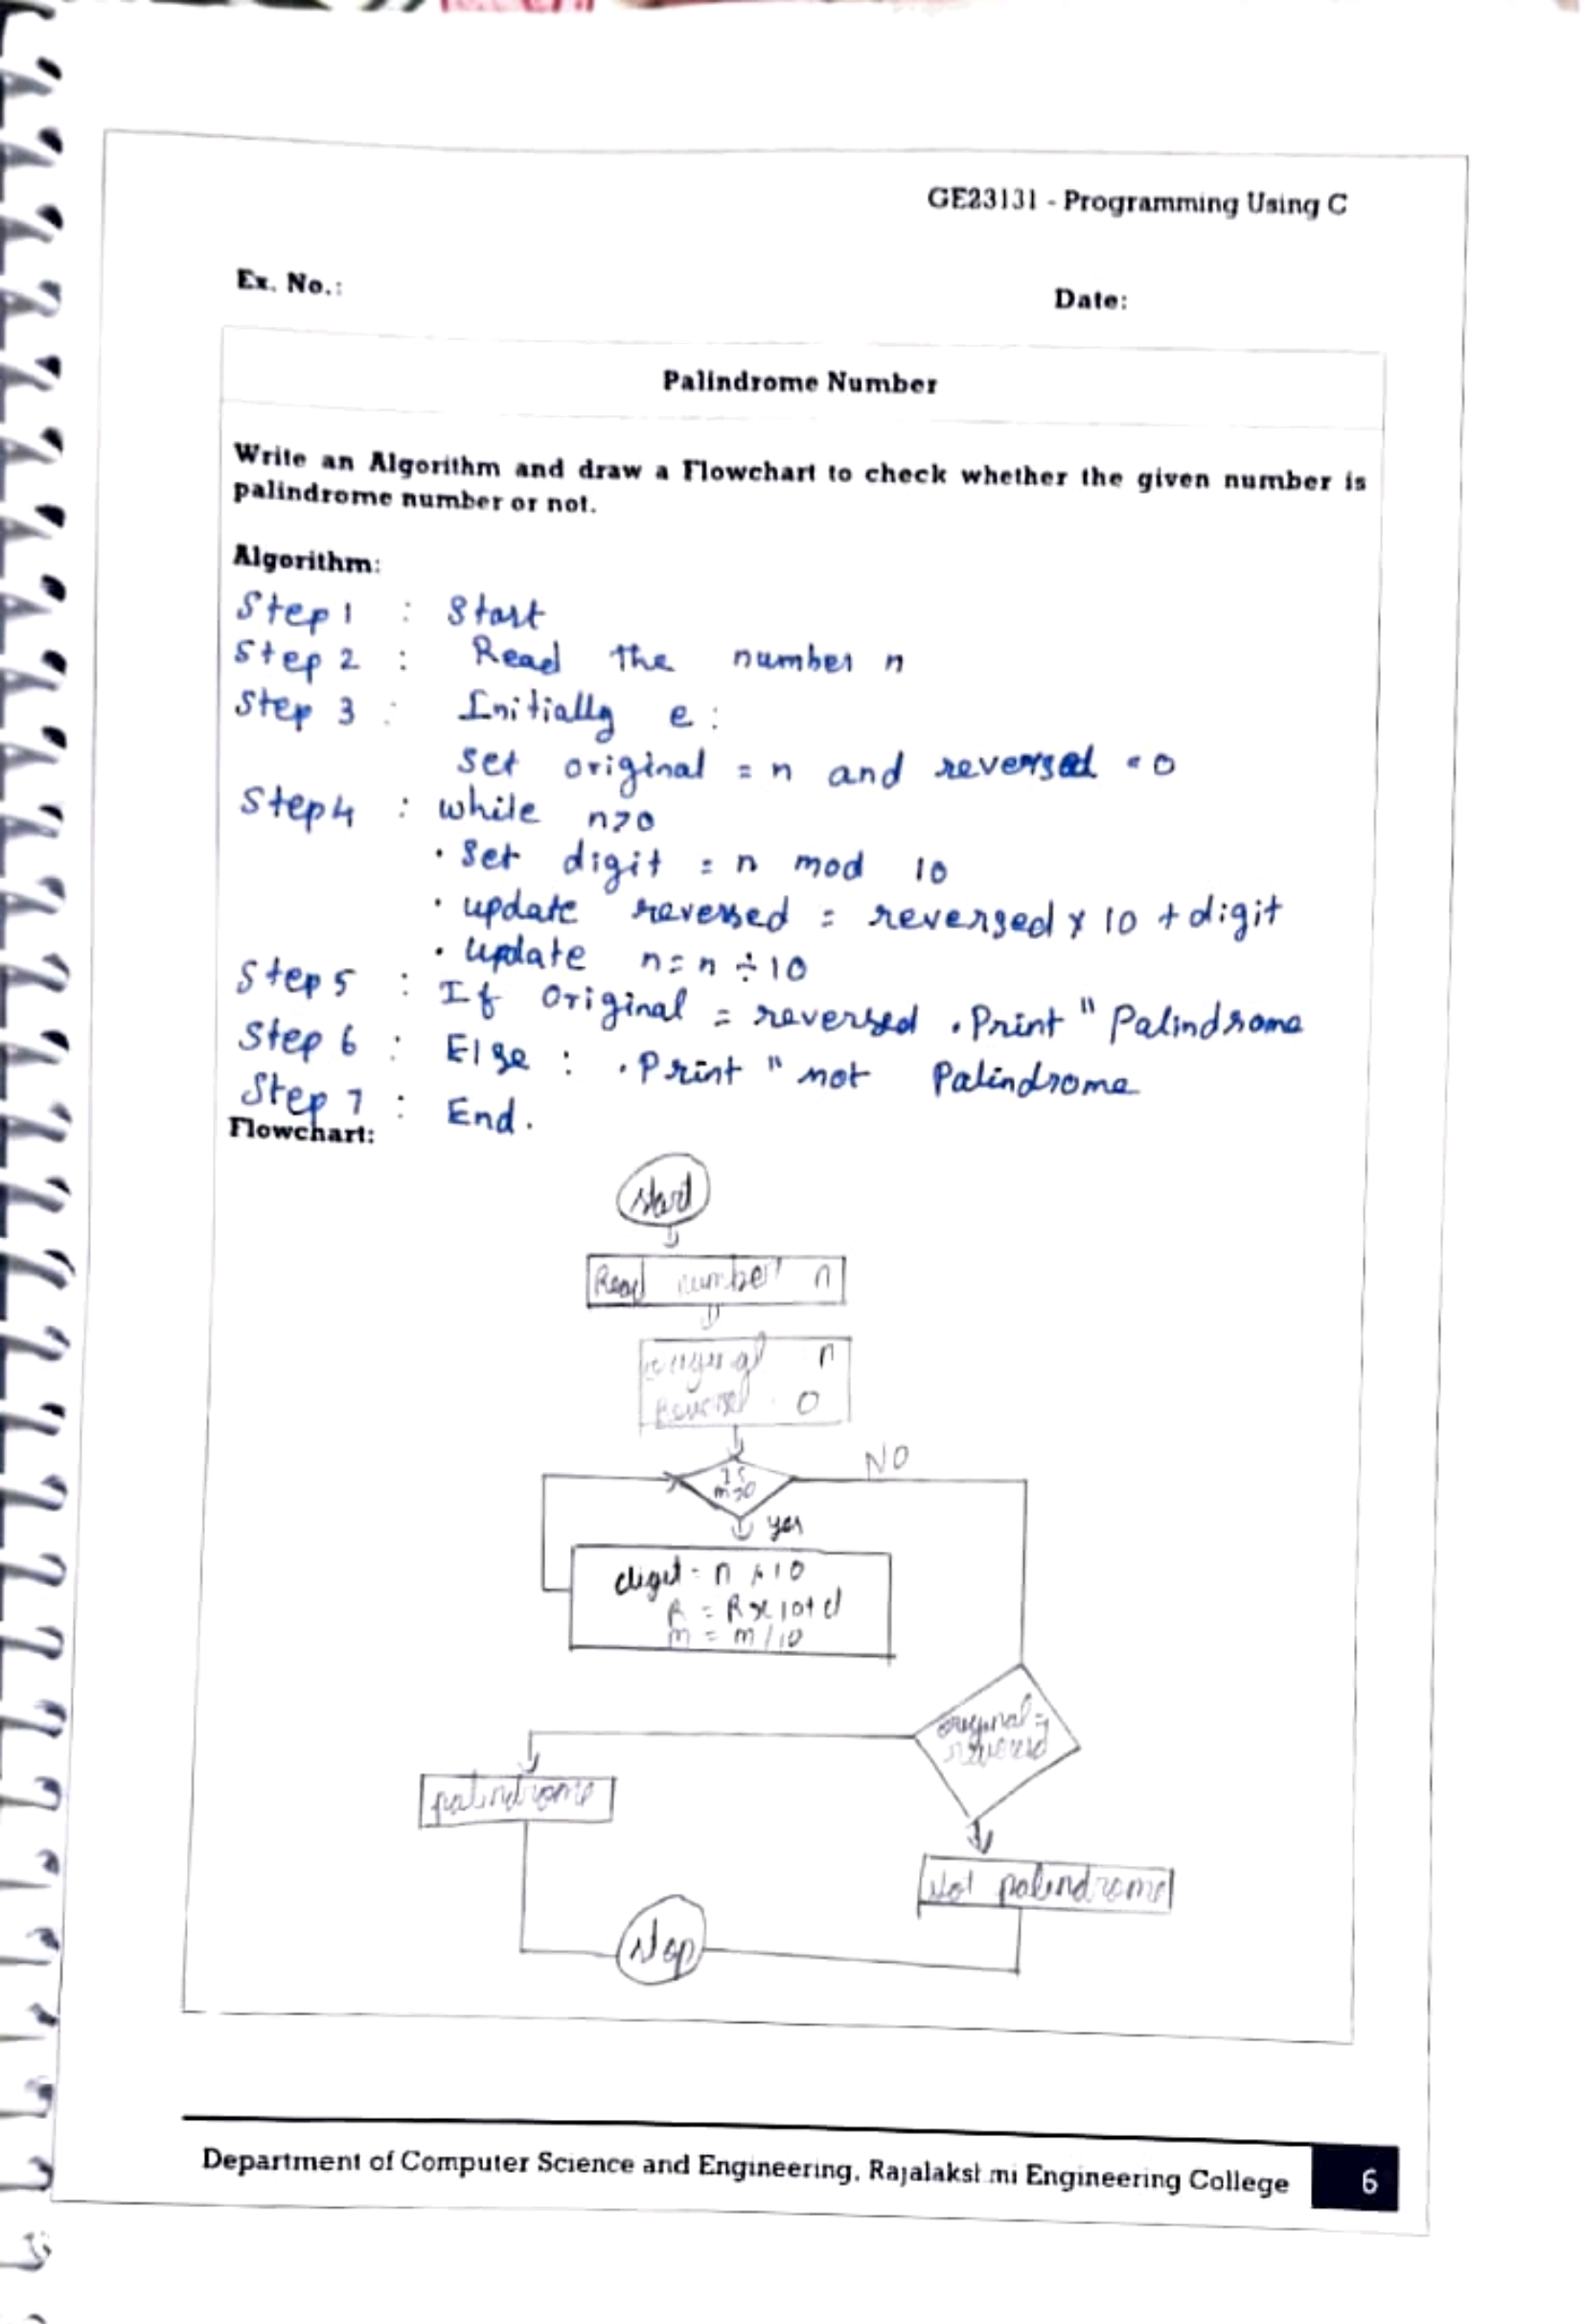 GE23131 - Programming Using C
Ex. No.:
Date:
Palindrome Number
Write an Algorithm and draw a Flowchart to check whether the given number is
palindrome number or not.
Algorithm:
Step 1 : Start
Step 2 : Read the number n
Step 3 : Initially e :
set original = n and reversed = 0
Step 4 : while n>0
· Set digit = n mod 10
· update reversed = reversed x 10 + digit
· update n = n ÷ 10
Step 5 : If Original = reversed . Print " Palindrome
Step 6 : Else : . Print " not Palindrome
Step 7 : End.
Flowchart:
Start
Read number n
original n
0
NO
Is
m>0
yes
digit = n 10
R = R x 10 + d
m = m / 10
original =
reversed
palindrome
Not palindrome
Stop
Department of Computer Science and Engineering, Rajalakshmi Engineering College
6